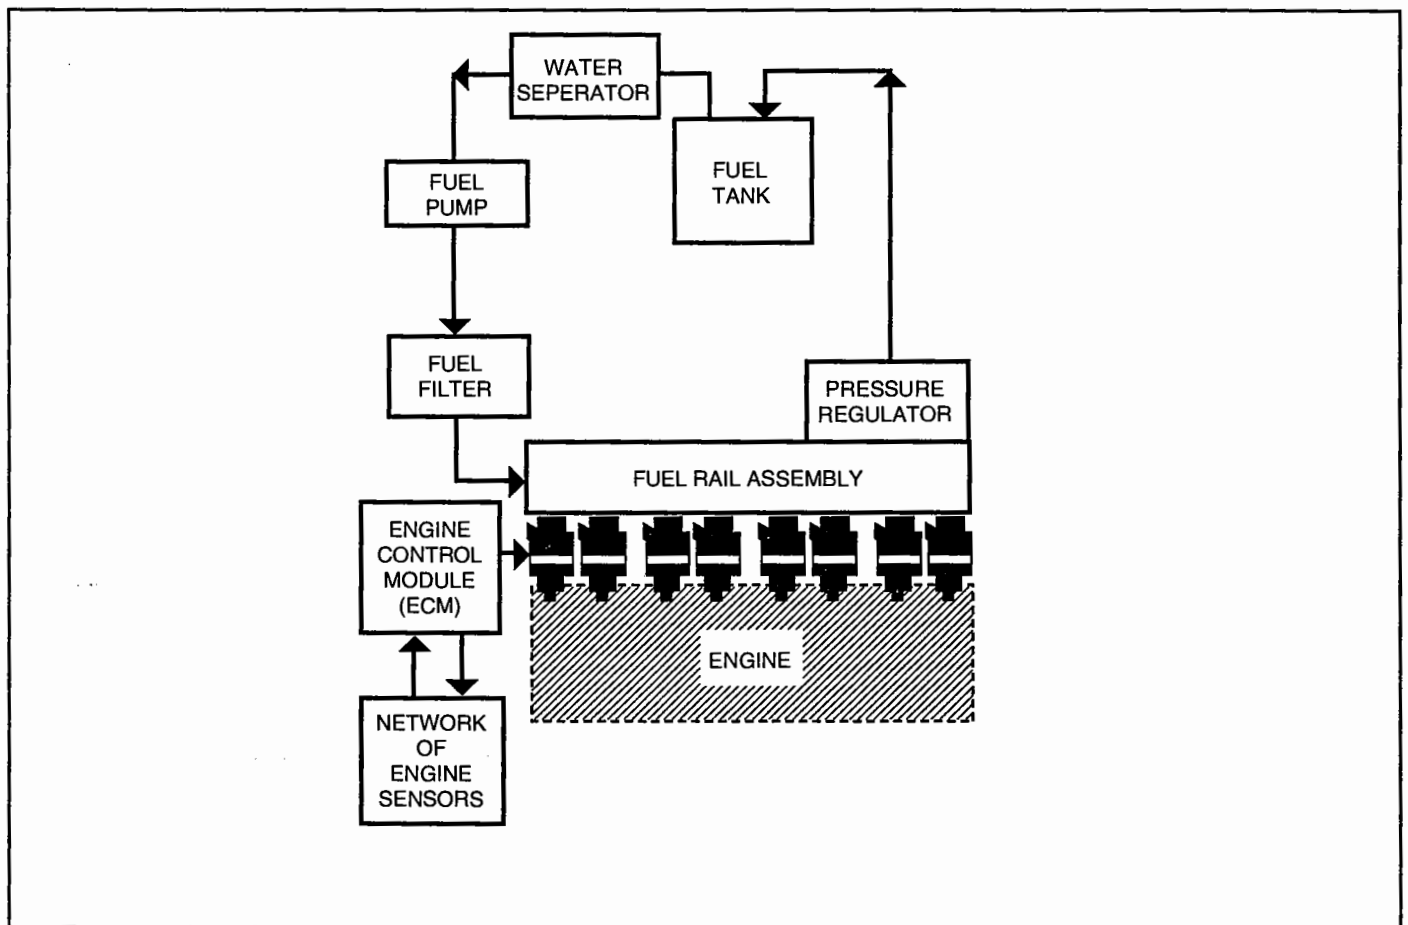 WATER
SEPERATOR
FUEL
TANK
FUEL
PUMP
FUEL
FILTER
PRESSURE
REGULATOR
FUEL RAIL ASSEMBLY
ENGINE
CONTROL
MODULE
(ECM)
ENGINE
NETWORK
OF
ENGINE
SENSORS